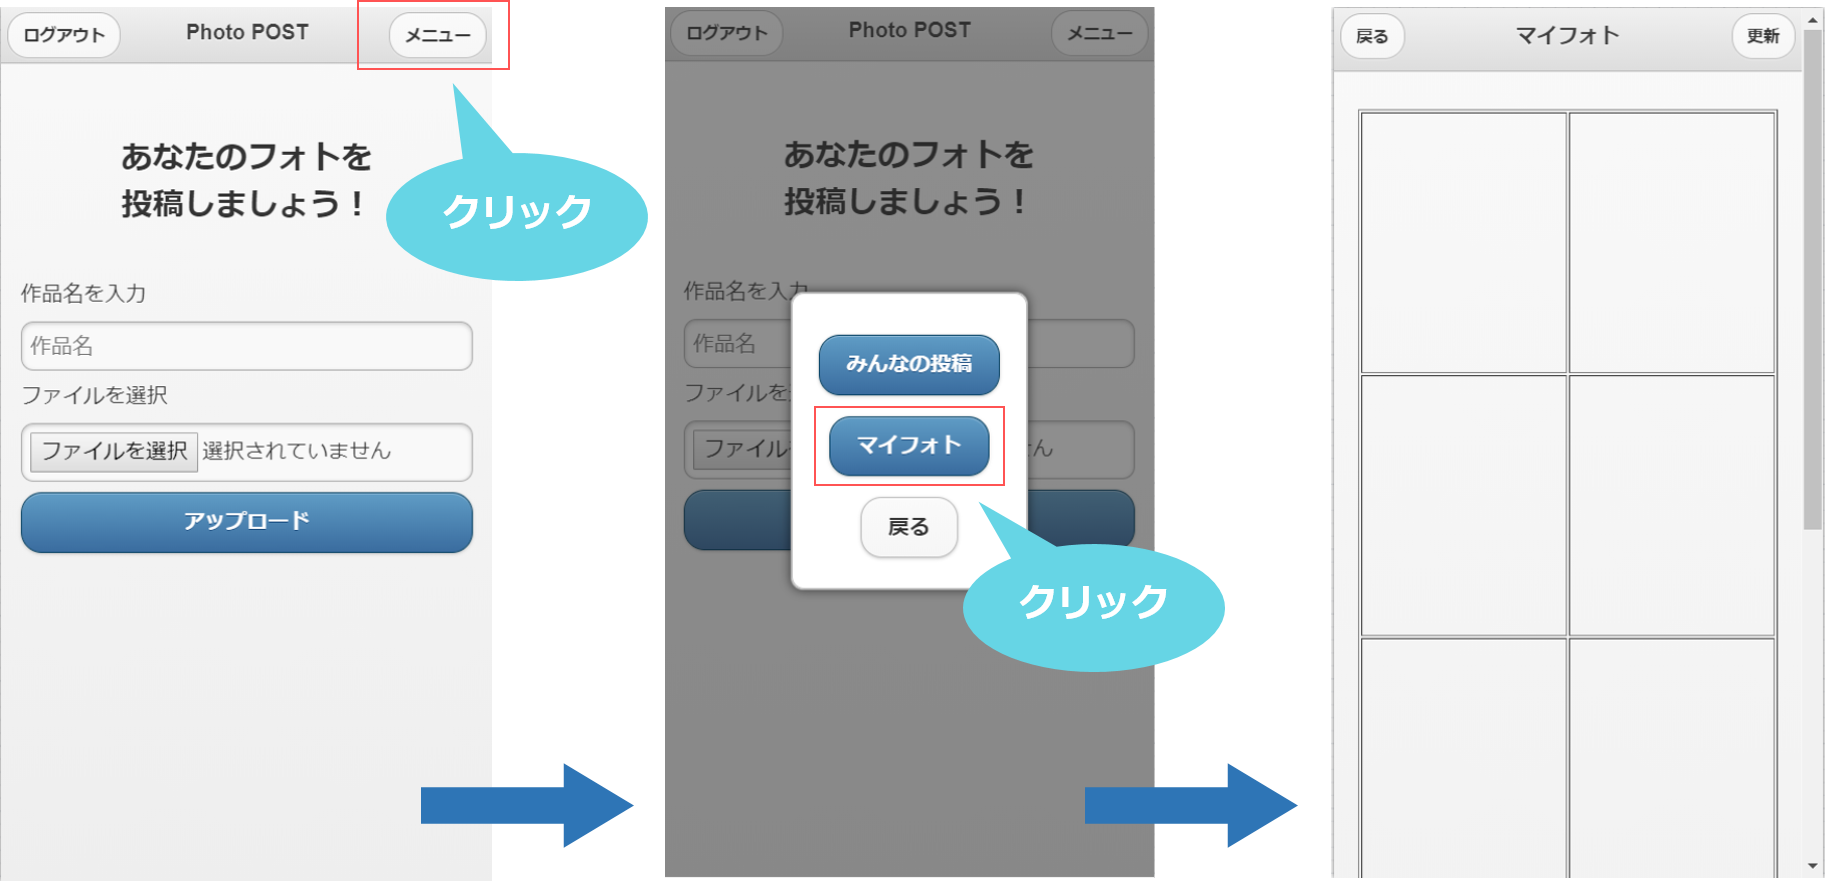 ログアウト
Photo POST
メニュー
あなたのフォトを
投稿しましょう！
クリック
作品名を入力
作品名
ファイルを選択
ファイルを選択 選択されていません
アップロード
ログアウト
Photo POST
メニュー
あなたのフォトを
投稿しましょう！
作品名を入力
作品名
みんなの投稿
ファイルを
マイフォト
ファイル
ん
戻る
クリック
戻る
マイフォト
更新